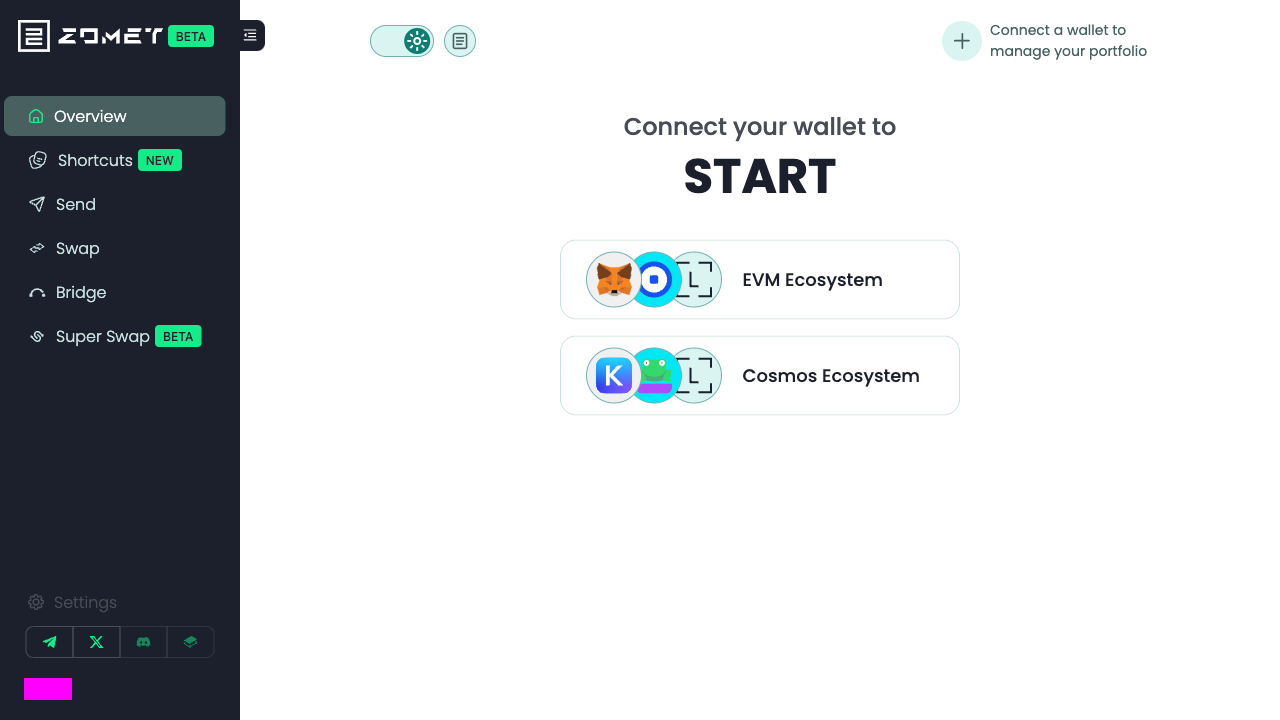 ZOMET BETA
Overview
Shortcuts NEW
Send
Swap
Bridge
Super Swap BETA
Settings
Connect a wallet to
manage your portfolio
Connect your wallet to
START
L EVM Ecosystem
K L Cosmos Ecosystem